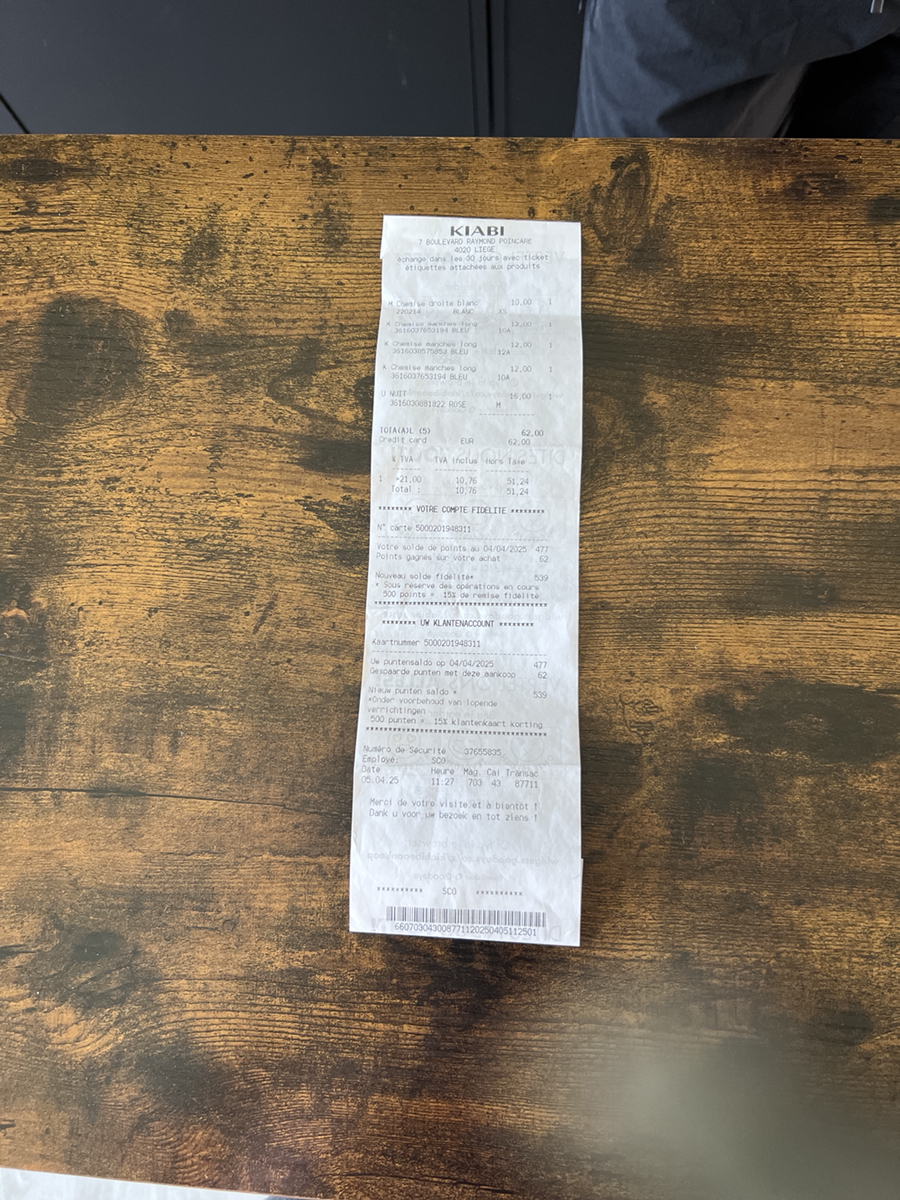 KIABI
7 BOULEVARD RAYMOND POINCARE
4020 LIEGE
échange dans les 30 jours avec ticket
étiquettes attachées aux produits
H Chemise droite blanc 10,00 1
220214 BLANC XS
K Chemise manches long 12,00 1
3616037653194 BLEU 10A
K Chemise manches long 12,00 1
3616038575853 BLEU 12A
K Chemise manches long 12,00 1
3616037653194 BLEU 10A
U NUIT 16,00 1
3616030881822 ROSE M
TOTA(A)L (5) 62,00
Credit card EUR 62,00
% TVA TVA inclus Hors Taxe
1 *21,00 10,76 51,24
Total : 10,76 51,24
******** VOTRE COMPTE FIDELITE ********
N° carte 5000201948311
Votre solde de points au 04/04/2025 477
Points gagnés sur votre achat 62
Nouveau solde fidélité* 539
* Sous réserve des opérations en cours
500 points = 15% de remise fidélité
******** UW KLANTENACCOUNT ********
Kaartnummer 5000201948311
Uw puntensaldo op 04/04/2025 477
Gespaarde punten met deze aankoop 62
Nieuw punten saldo * 539
*Onder voorbehoud van lopende
verrichtingen
500 punten = 15% klantenkaart korting
Numéro de Sécurité 37655835
Employé: SCO
Date Heure Mag. Cai Transac
05.04.25 11:27 703 43 87711
Merci de votre visite et à bientôt !
Dank u voor uw bezoek en tot ziens !
********** SCO **********
660703043008771120250405112501